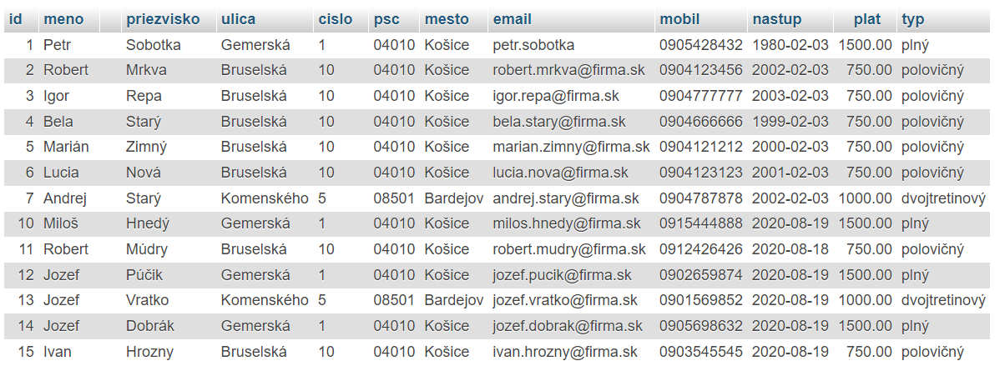 id meno priezvisko ulica cislo psc mesto email mobil nastup plat typ
1 Petr Sobotka Gemerská 1 04010 Košice petr.sobotka 0905428432 1980-02-03 1500.00 plný
2 Robert Mrkva Bruselská 10 04010 Košice robert.mrkva@firma.sk 0904123456 2002-02-03 750.00 polovičný
3 Igor Repa Bruselská 10 04010 Košice igor.repa@firma.sk 0904777777 2003-02-03 750.00 polovičný
4 Bela Starý Bruselská 10 04010 Košice bela.stary@firma.sk 0904666666 1999-02-03 750.00 polovičný
5 Marián Zimný Bruselská 10 04010 Košice marian.zimny@firma.sk 0904121212 2000-02-03 750.00 polovičný
6 Lucia Nová Bruselská 10 04010 Košice lucia.nova@firma.sk 0904123123 2001-02-03 750.00 polovičný
7 Andrej Starý Komenského 5 08501 Bardejov andrej.stary@firma.sk 0904787878 2002-02-03 1000.00 dvojtretinový
10 Miloš Hnedý Gemerská 1 04010 Košice milos.hnedy@firma.sk 0915444888 2020-08-19 1500.00 plný
11 Robert Múdry Bruselská 10 04010 Košice robert.mudry@firma.sk 0912426426 2020-08-18 750.00 polovičný
12 Jozef Púčik Gemerská 1 04010 Košice jozef.pucik@firma.sk 0902659874 2020-08-19 1500.00 plný
13 Jozef Vratko Komenského 5 08501 Bardejov jozef.vratko@firma.sk 0901569852 2020-08-19 1000.00 dvojtretinový
14 Jozef Dobrák Gemerská 1 04010 Košice jozef.dobrak@firma.sk 0905698632 2020-08-19 1500.00 plný
15 Ivan Hrozny Bruselská 10 04010 Košice ivan.hrozny@firma.sk 0903545545 2020-08-19 750.00 polovičný